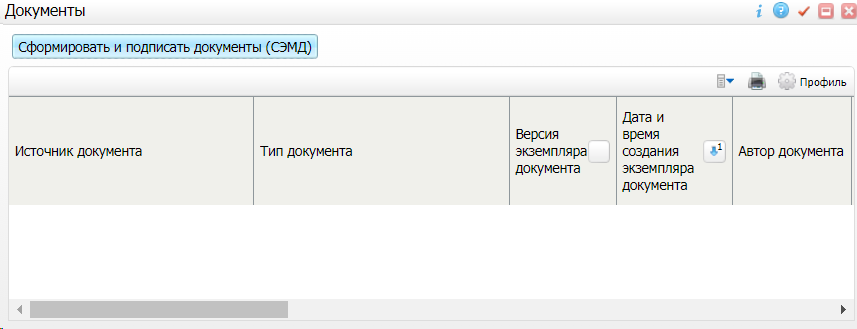 Документы
Сформировать и подписать документы (СЭМД)
Профиль
Источник документа
Тип документа
Версия
экземпляра
документа
Дата и
время
создания
экземпляра
документа
1
Автор документа